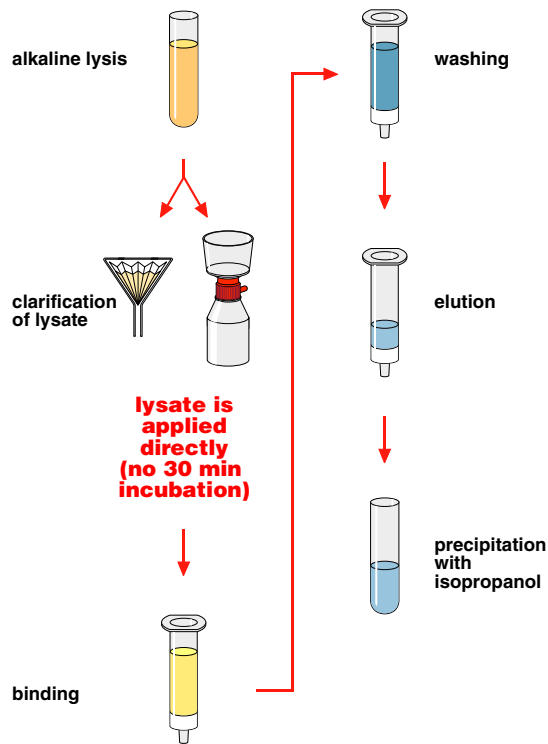 alkaline lysis
clarification
of lysate
lysate is
applied
directly
(no 30 min
incubation)
binding
washing
elution
precipitation
with
isopropanol